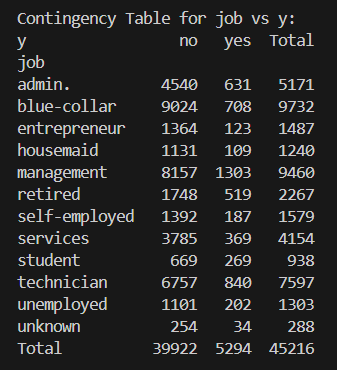 Contingency Table for job vs y:
y no yes Total
job
admin. 4540 631 5171
blue-collar 9024 708 9732
entrepreneur 1364 123 1487
housemaid 1131 109 1240
management 8157 1303 9460
retired 1748 519 2267
self-employed 1392 187 1579
services 3785 369 4154
student 669 269 938
technician 6757 840 7597
unemployed 1101 202 1303
unknown 254 34 288
Total 39922 5294 45216